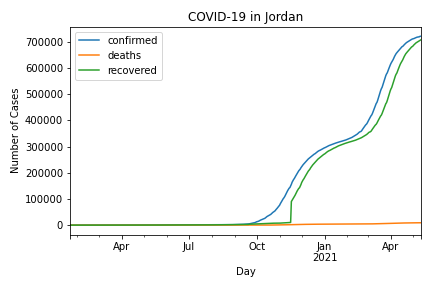 COVID-19 in Jordan
confirmed
deaths
recovered
Number of Cases
700000
600000
500000
400000
300000
200000
100000
0
Apr
Jul
Oct
Jan
2021
Apr
Day